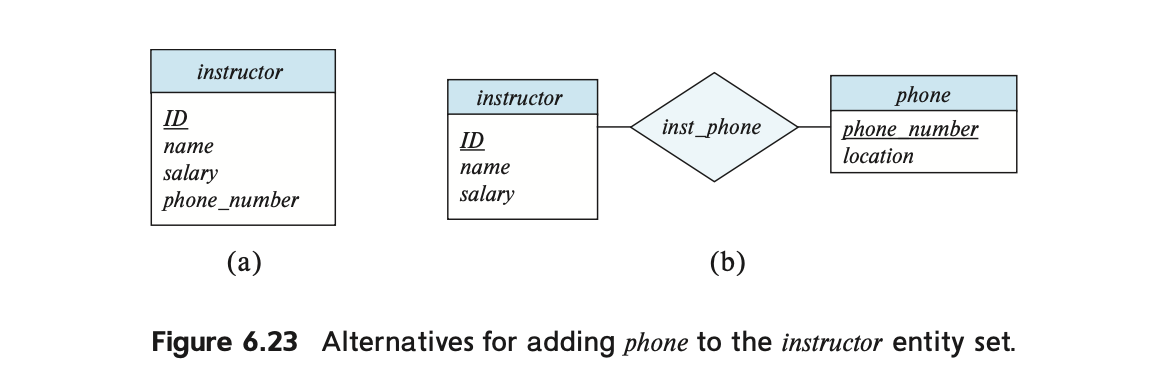 instructor
ID
name
salary
phone_number
(a)
instructor
ID
name
salary
inst_phone
phone
phone_number
location
(b)
Figure 6.23 Alternatives for adding phone to the instructor entity set.